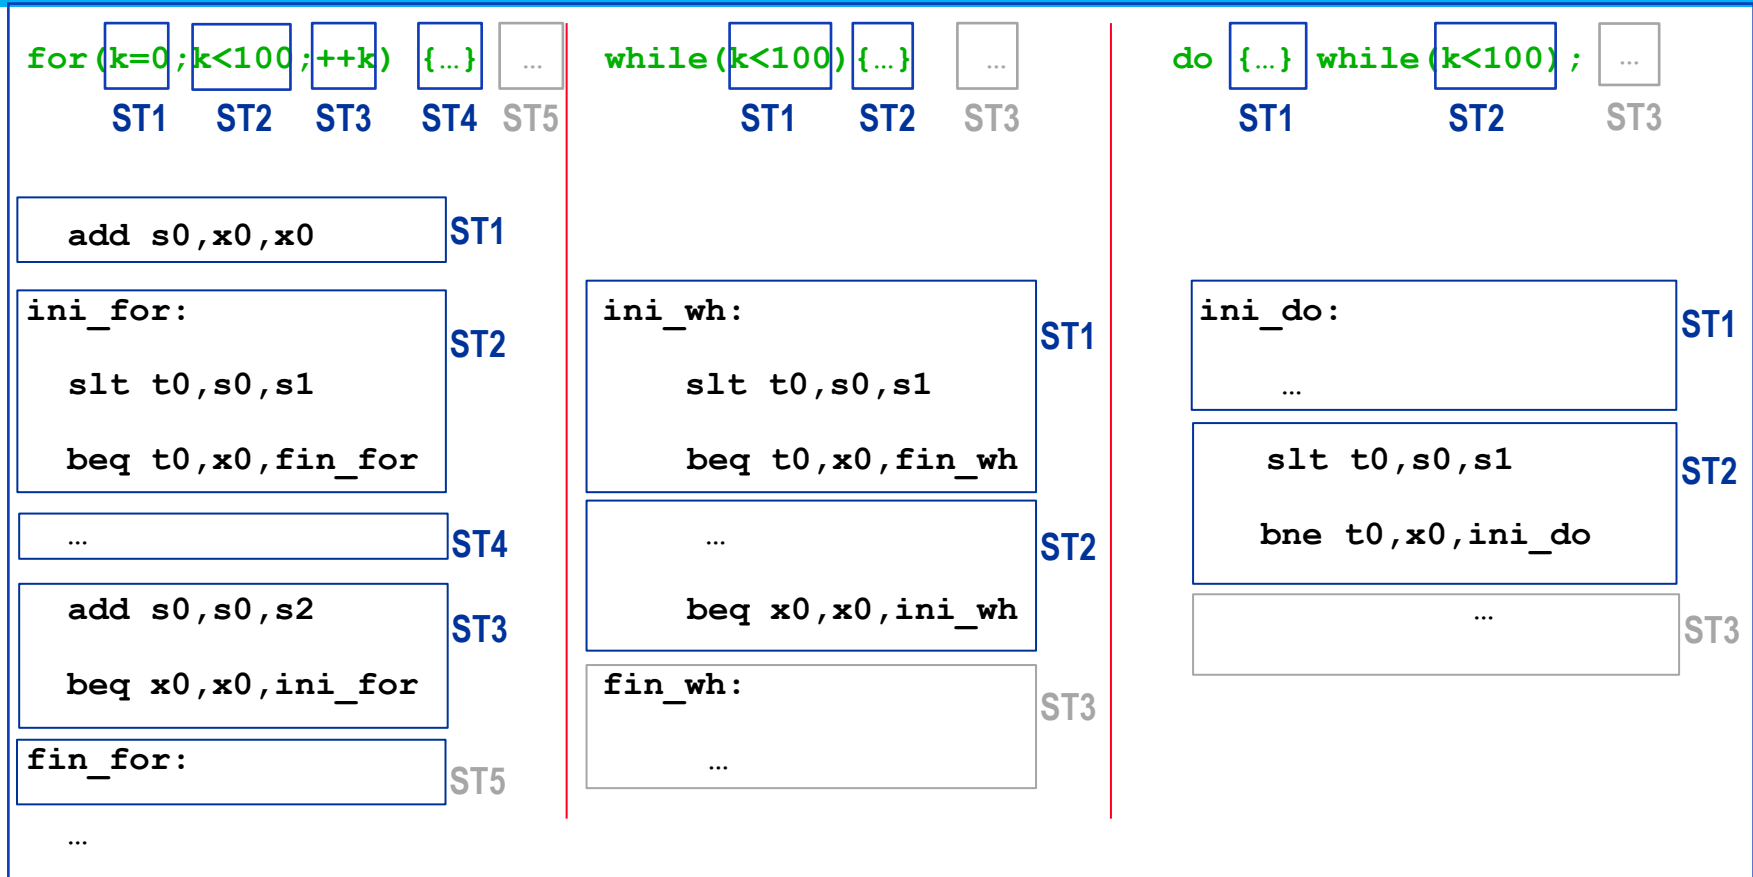 for(k=0;k<100;++k) {…} …
ST1 ST2 ST3 ST4 ST5
add s0,x0,x0
ST1
ini_for:
ST2
slt t0,s0,s1
beq t0,x0,fin_for
…
ST4
add s0,s0,s2
ST3
beq x0,x0,ini_for
fin_for:
ST5
…
while(k<100){…} …
ST1 ST2 ST3
ini_wh:
ST1
slt t0,s0,s1
beq t0,x0,fin_wh
…
ST2
beq x0,x0,ini_wh
fin_wh:
ST3
…
do {…} while(k<100); …
ST1 ST2 ST3
ini_do:
ST1
…
slt t0,s0,s1
ST2
bne t0,x0,ini_do
…
ST3